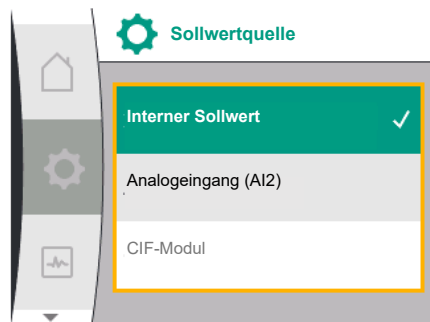 Sollwertquelle
Interner Sollwert
Analogeingang (AI2)
CIF-Modul